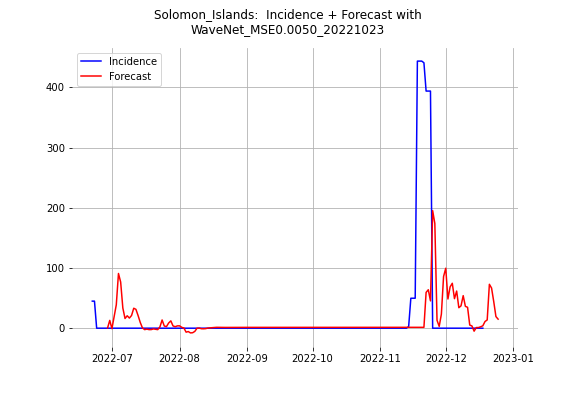 Solomon_Islands:  Incidence + Forecast with
WaveNet_MSE0.0050_20221023
Incidence
Forecast
400
300
200
100
0
2022-07 2022-08 2022-09 2022-10 2022-11 2022-12 2023-01